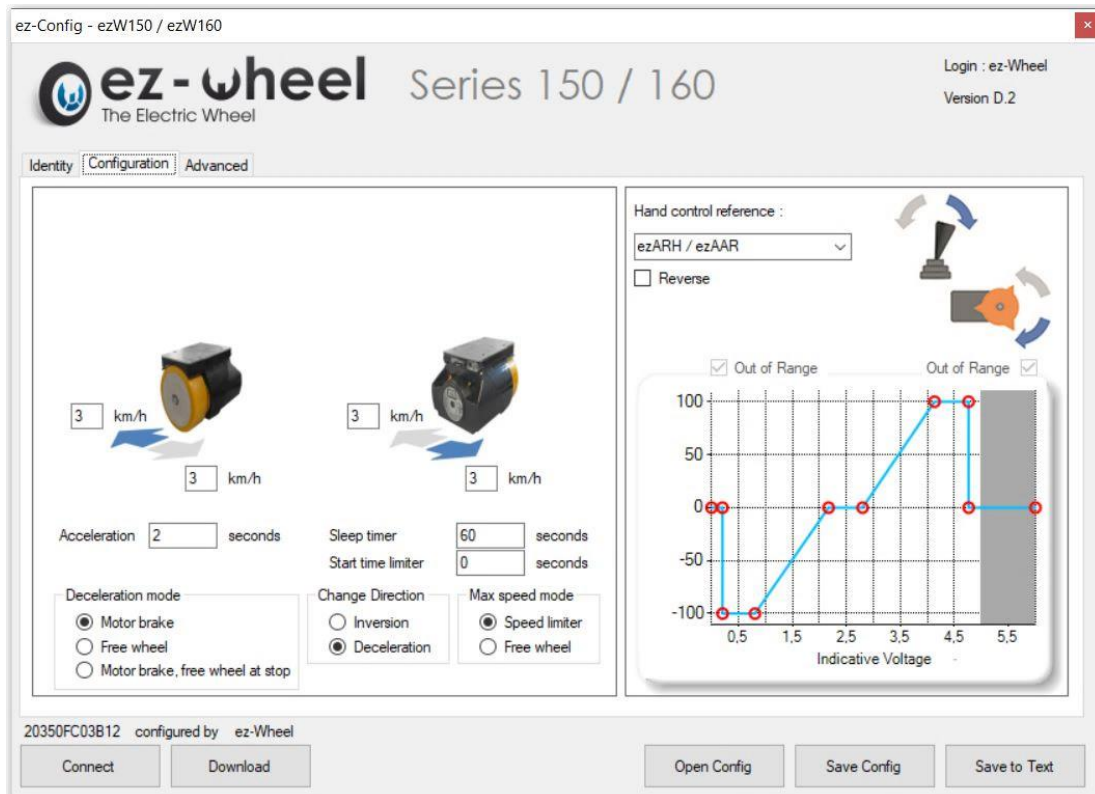 ez-Config - ezW150 / ezW160
ez-wheel
The Electric Wheel
Series 150 / 160
Login : ez-Wheel
Version D.2
Identity Configuration Advanced
3 km/h
3 km/h
3 km/h
3 km/h
Acceleration 2 seconds
Sleep timer 60 seconds
Start time limiter 0 seconds
Deceleration mode
Motor brake
Free wheel
Motor brake, free wheel at stop
Change Direction
Inversion
Deceleration
Max speed mode
Speed limiter
Free wheel
Hand control reference :
ezARH / ezAAR
Reverse
Out of Range Out of Range
100
50
0
-50
-100
0,5 1,5 2,5 3,5 4,5 5,5
Indicative Voltage
20350FC03B12 configured by ez-Wheel
Connect Download Open Config Save Config Save to Text